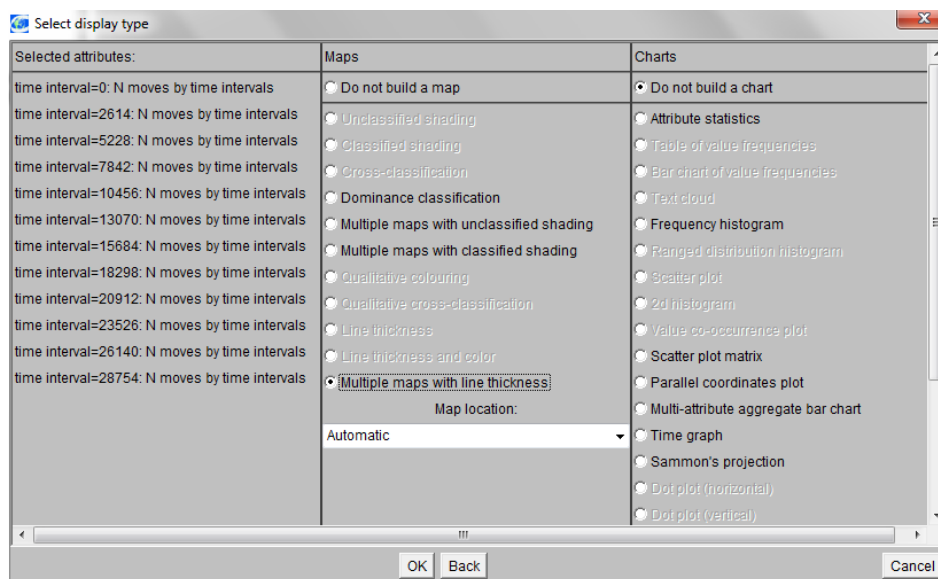 Select display type
Selected attributes:
time interval=0: N moves by time intervals
time interval=2614: N moves by time intervals
time interval=5228: N moves by time intervals
time interval=7842: N moves by time intervals
time interval=10456: N moves by time intervals
time interval=13070: N moves by time intervals
time interval=15684: N moves by time intervals
time interval=18298: N moves by time intervals
time interval=20912: N moves by time intervals
time interval=23526: N moves by time intervals
time interval=26140: N moves by time intervals
time interval=28754: N moves by time intervals
Maps
Do not build a map
Unclassified shading
Classified shading
Cross-classification
Dominance classification
Multiple maps with unclassified shading
Multiple maps with classified shading
Qualitative colouring
Qualitative cross-classification
Line thickness
Line thickness and color
Multiple maps with line thickness
Map location:
Automatic
Charts
Do not build a chart
Attribute statistics
Table of value frequencies
Bar chart of value frequencies
Text cloud
Frequency histogram
Ranged distribution histogram
Scatter plot
2d histogram
Value co-occurrence plot
Scatter plot matrix
Parallel coordinates plot
Multi-attribute aggregate bar chart
Time graph
Sammon's projection
Dot plot (horizontal)
Dot plot (vertical)
OK
Back
Cancel